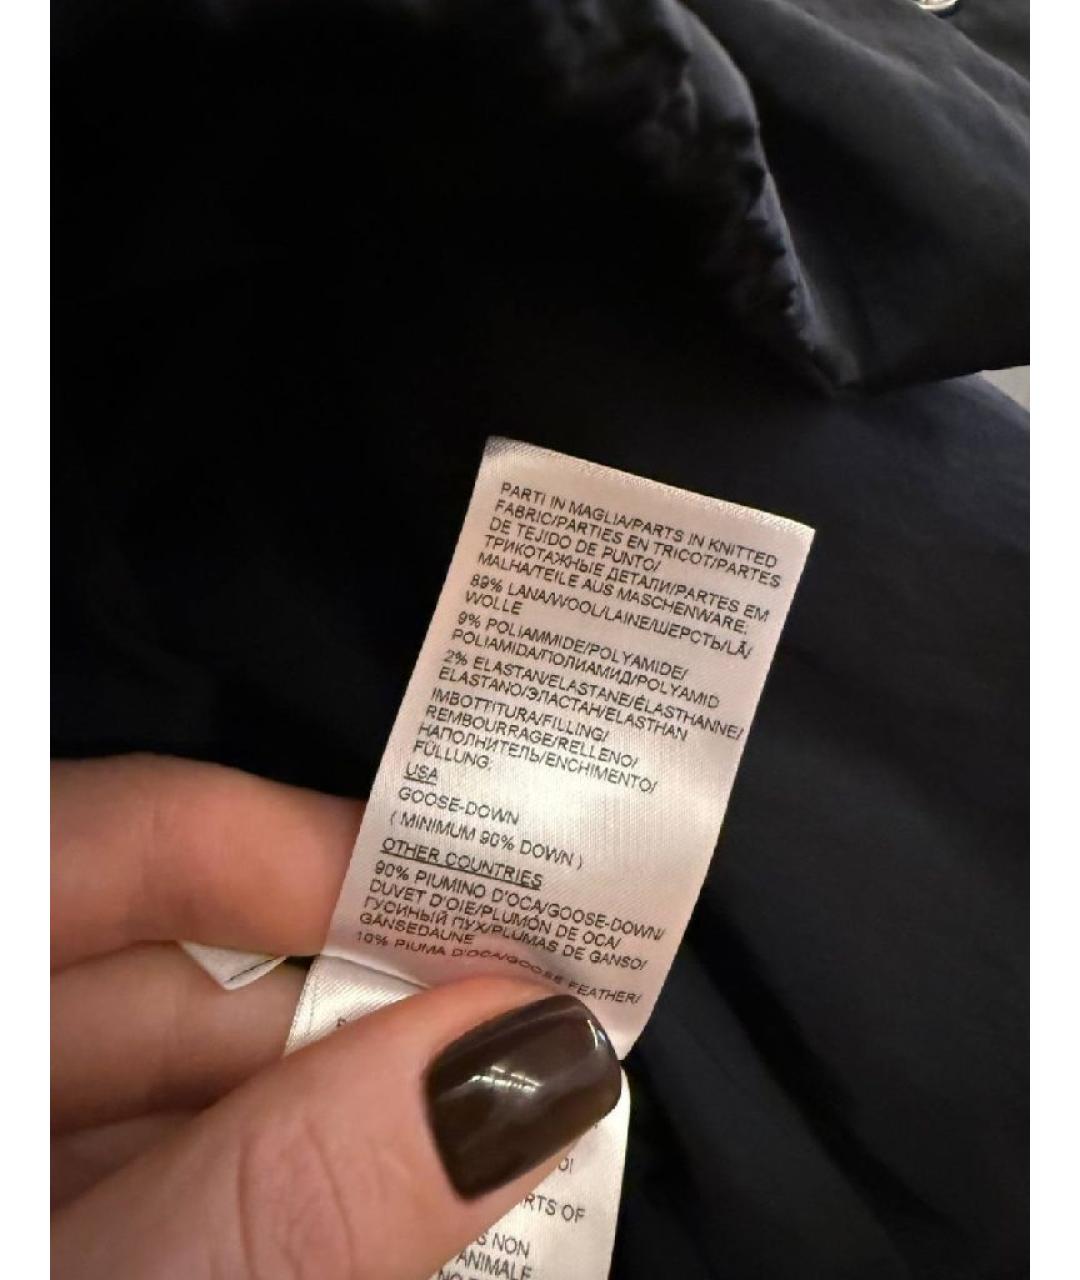 PARTI IN MAGLIA/PARTS IN KNITTED
FABRIC/PARTIES EN TRICOT/PARTES
DE TEJIDO DE PUNTO/
ТРИКОТАЖНЫЕ ДЕТАЛИ/PARTES EM
MALHA/TEILE AUS MASCHENWARE:
89% LANA/WOOL/LAINE/ШЕРСТЬ/LÃ/
WOLLE
9% POLIAMMIDE/POLYAMIDE/
POLIAMIDA/ПОЛИАМИД/POLYAMID
2% ELASTAN/ELASTANE/ÉLASTHANNE/
ELASTANO/ЭЛАСТАН/ELASTHAN
IMBOTTITURA/FILLING/
REMBOURRAGE/RELLENO/
НАПОЛНИТЕЛЬ/ENCHIMENTO/
FÜLLUNG:
USA
GOOSE-DOWN
( MINIMUM 90% DOWN )
OTHER COUNTRIES
90% PIUMINO D'OCA/GOOSE-DOWN/
DUVET D'OIE/PLUMÓN DE OCA/
ГУСИНЫЙ ПУХ/PLUMAS DE GANSO/
GÄNSEDAUNE
10% PIUMA D'OCA/GOOSE FEATHER/
RTS OF
S NON
ANIMALE